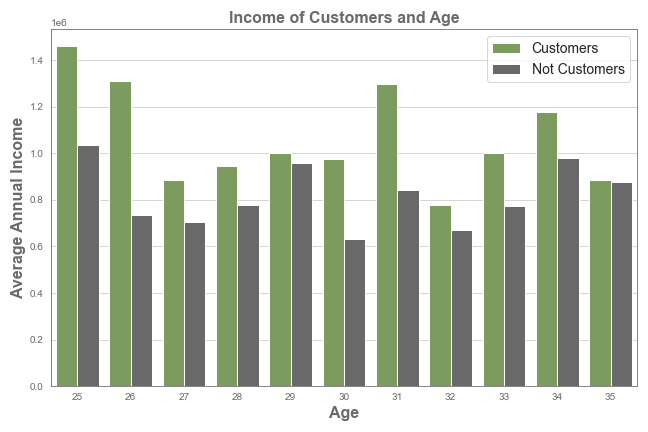 Income of Customers and Age
1e6
Customers
Not Customers
1.4
1.2
1.0
0.8
0.6
0.4
0.2
0.0
Average Annual Income
25 26 27 28 29 30 31 32 33 34 35
Age